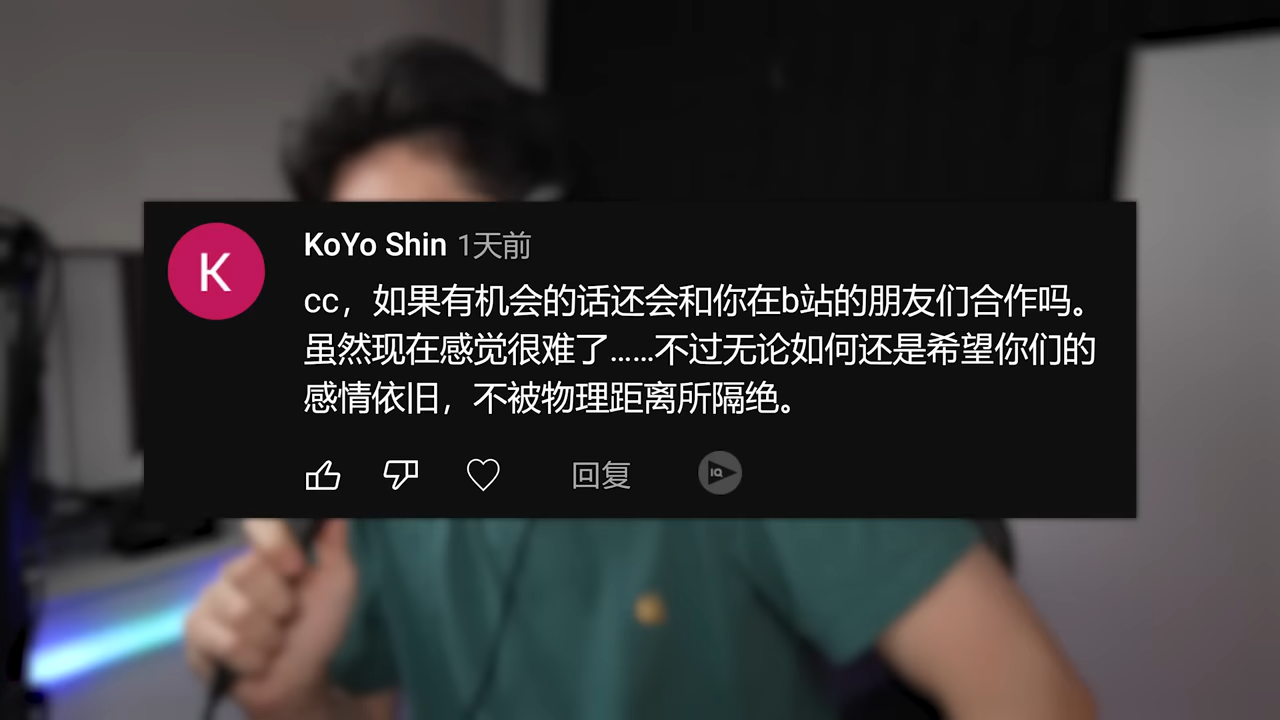 K
KoYo Shin 1天前
cc，如果有机会的话还会和你在b站的朋友们合作吗。
虽然现在感觉很难了……不过无论如何还是希望你们的
感情依旧，不被物理距离所隔绝。
回复
IQ